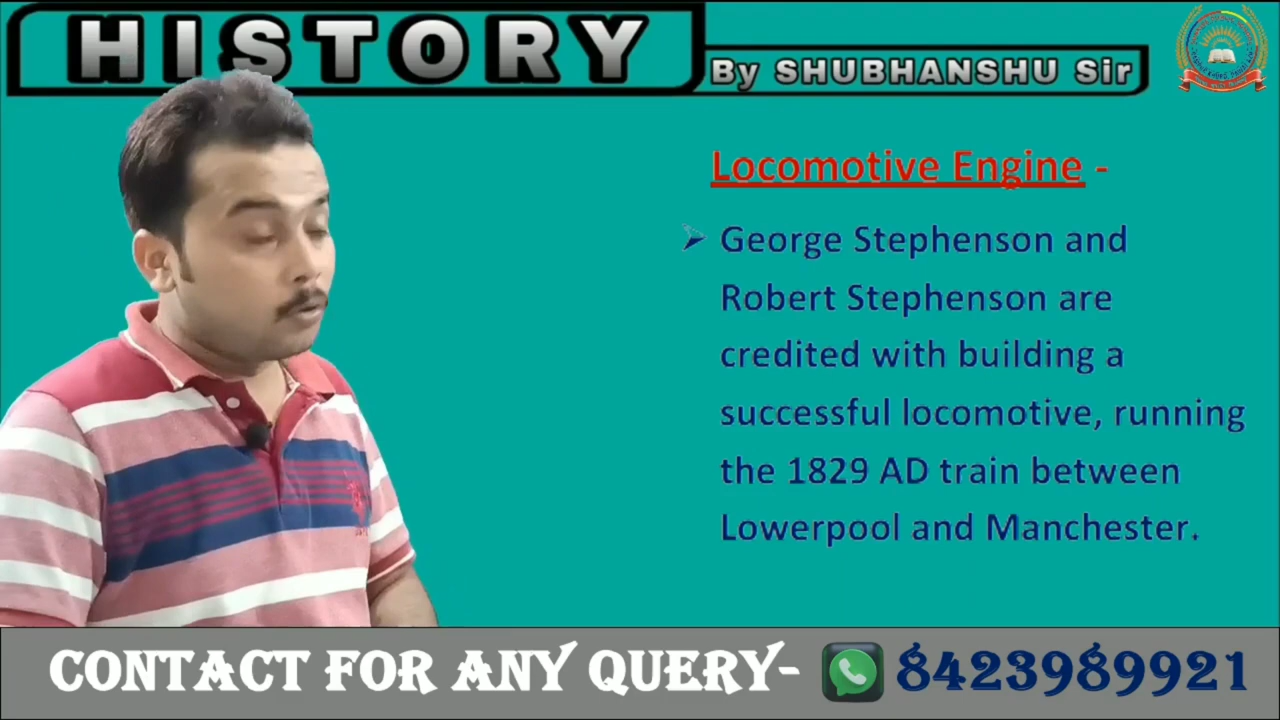 HISTORY
By SHUBHANSHU Sir
Locomotive Engine -
George Stephenson and
Robert Stephenson are
credited with building a
successful locomotive, running
the 1829 AD train between
Lowerpool and Manchester.
CONTACT FOR ANY QUERY- 8423989921